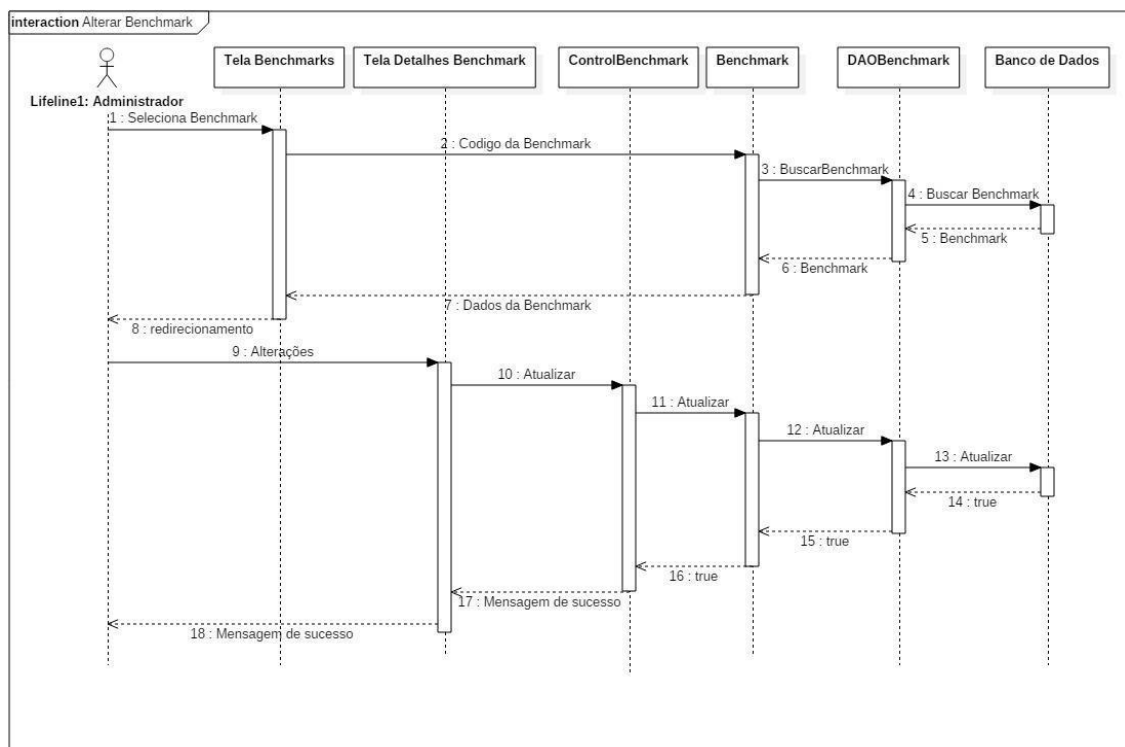 interaction Alterar Benchmark
Tela Benchmarks
Tela Detalhes Benchmark
ControlBenchmark
Benchmark
DAOBenchmark
Banco de Dados
Lifeline1: Administrador
1 : Seleciona Benchmark
2 : Codigo da Benchmark
3 : BuscarBenchmark
4 : Buscar Benchmark
5 : Benchmark
6 : Benchmark
7 : Dados da Benchmark
8 : redirecionamento
9 : Alterações
10 : Atualizar
11 : Atualizar
12 : Atualizar
13 : Atualizar
14 : true
15 : true
16 : true
17 : Mensagem de sucesso
18 : Mensagem de sucesso